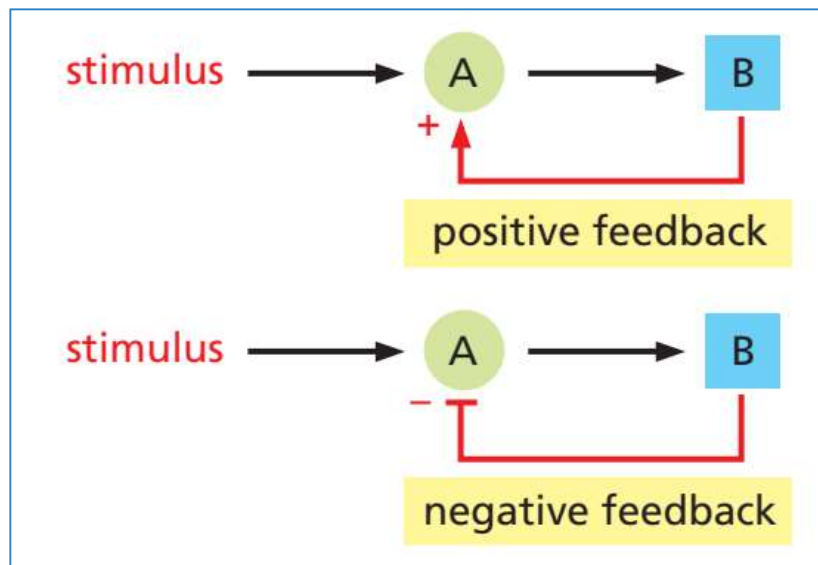 stimulus A B
+
positive feedback
stimulus A B
–
negative feedback